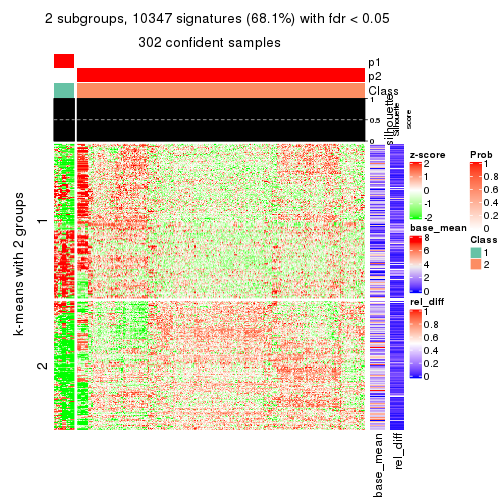 2 subgroups, 10347 signatures (68.1%) with fdr < 0.05
302 confident samples
p1
p2
Class
1
0.5
0
silhouette
Silhouette
score
k-means with 2 groups
1
2
base_mean
rel_diff
z-score
2
1
0
-1
-2
base_mean
8
6
4
2
0
rel_diff
1
0.8
0.6
0.4
0.2
0
Prob
1
0.8
0.6
0.4
0.2
0
Class
1
2